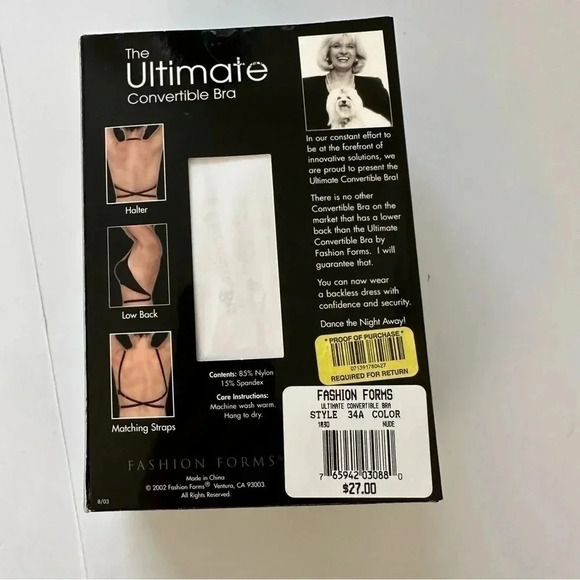 The
Ultimate
Convertible Bra
Halter
Low Back
Matching Straps
Contents: 85% Nylon
15% Spandex
Care Instructions:
Machine wash warm.
Hang to dry.
In our constant effort to
be at the forefront of
innovative solutions, we
are proud to present the
Ultimate Convertible Bra!
There is no other
Convertible Bra on the
market that has a lower
back than the Ultimate
Convertible Bra by
Fashion Forms. I will
guarantee that.
You can now wear
a backless dress with
confidence and security.
Dance the Night Away!
* PROOF OF PURCHASE *
071391780427
REQUIRED FOR RETURN
FASHION FORMS
ULTIMATE CONVERTIBLE BRA
STYLE 34A COLOR
1830 NUDE
7 65942 03088 0
$27.00
FASHION FORMS®
Made in China
© 2002 Fashion Forms® Ventura, CA 93003.
All Rights Reserved.
8/03